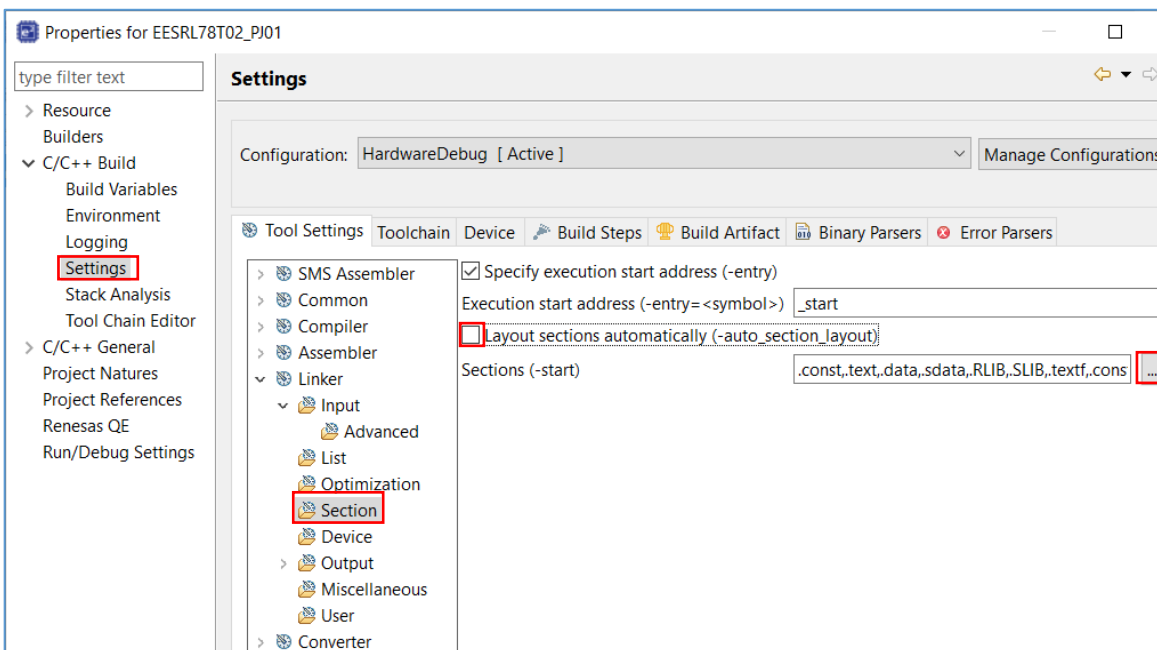 Properties for EESRL78T02_PJ01
type filter text
Resource
Builders
C/C++ Build
Build Variables
Environment
Logging
Settings
Stack Analysis
Tool Chain Editor
C/C++ General
Project Natures
Project References
Renesas QE
Run/Debug Settings
Settings
Configuration: HardwareDebug [ Active ] Manage Configurations
Tool Settings Toolchain Device Build Steps Build Artifact Binary Parsers Error Parsers
SMS Assembler
Common
Compiler
Assembler
Linker
Input
Advanced
List
Optimization
Section
Device
Output
Miscellaneous
User
Converter
Specify execution start address (-entry)
Execution start address (-entry=<symbol>) _start
Layout sections automatically (-auto_section_layout)
Sections (-start) .const,.text,.data,.sdata,.RLIB,.SLIB,.textf,.cons ...